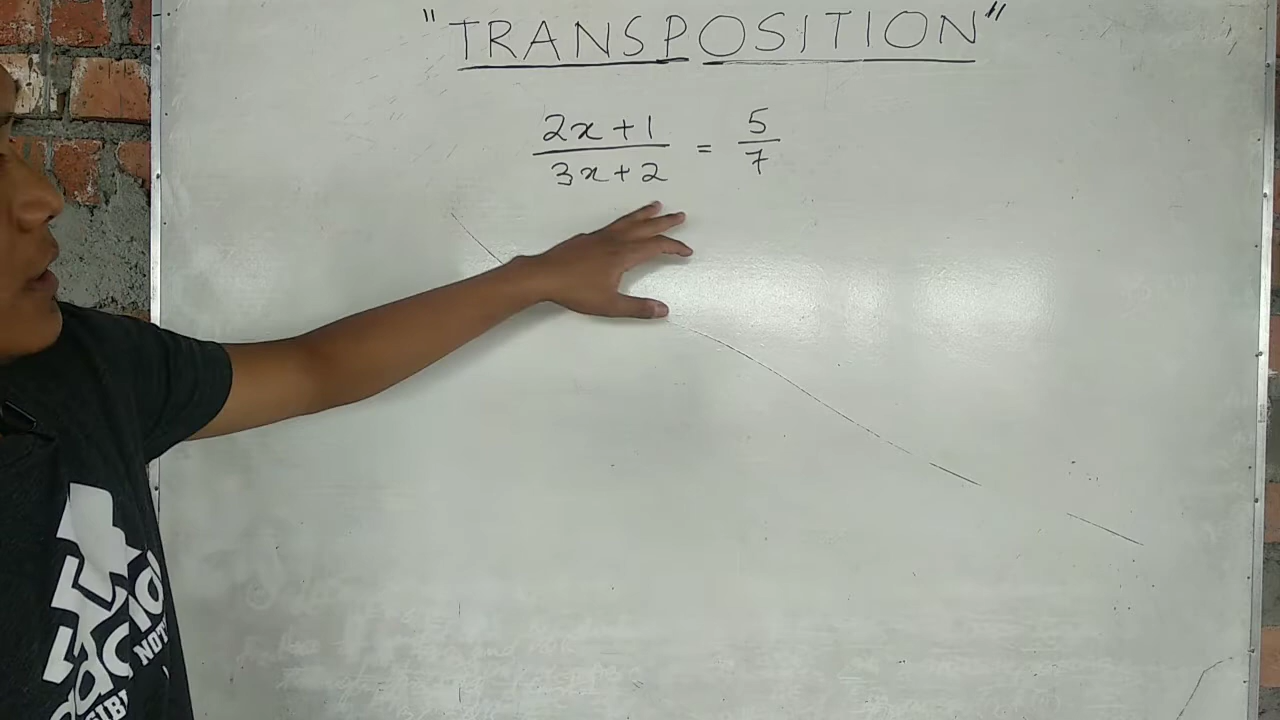 "TRANSPOSITION"
2x+1 / 3x+2 = 5/7